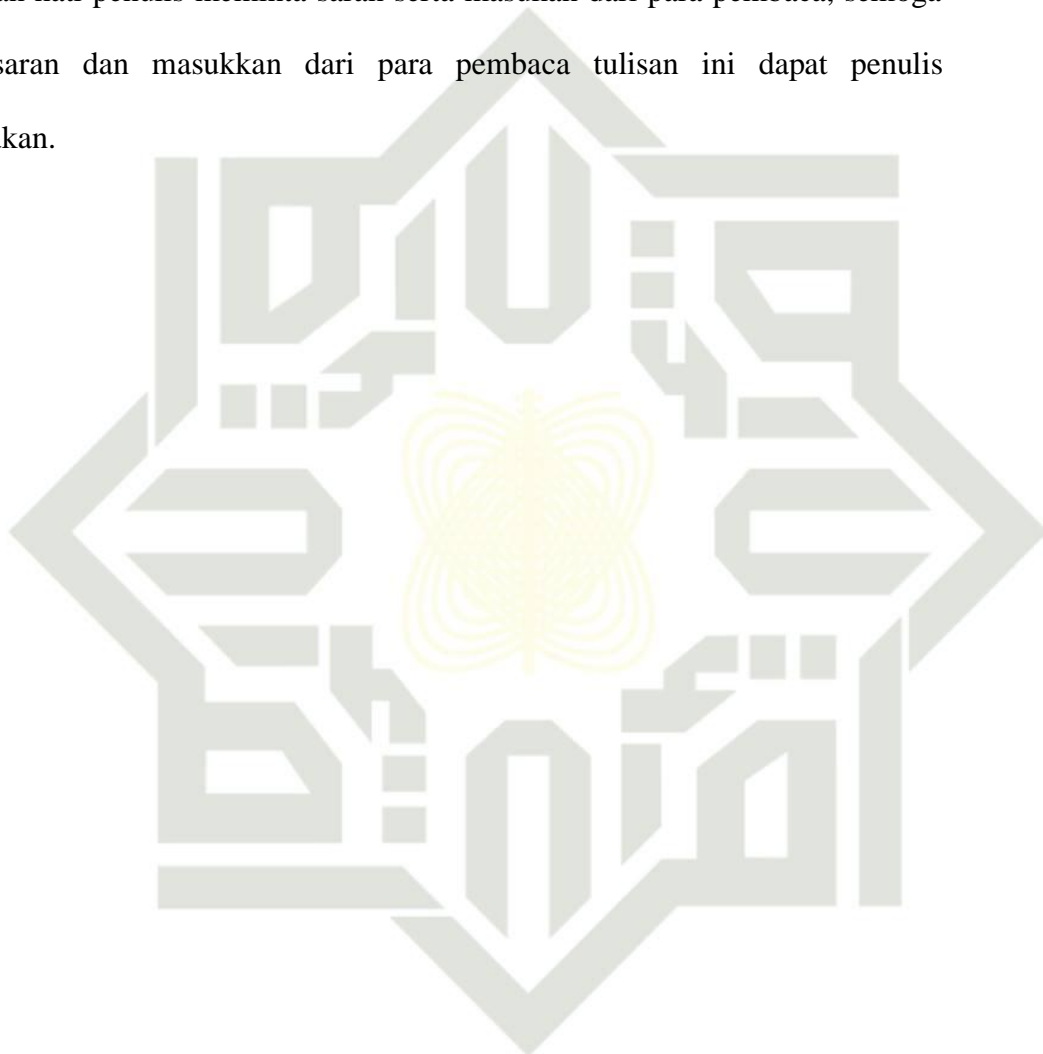 hati penulis meminta saran serta masukan dari para pembaca, semoga
saran dan masukkan dari para pembaca tulisan ini dapat penulis
kan.